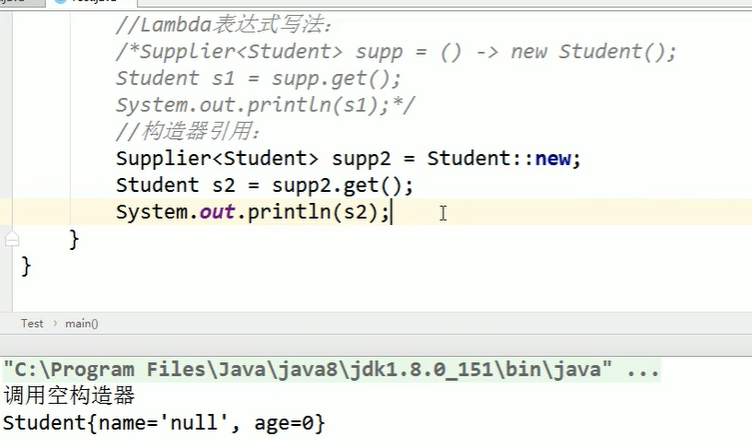 //Lambda表达式写法：
/*Supplier<Student> supp = () -> new Student();
Student s1 = supp.get();
System.out.println(s1);*/
//构造器引用：
Supplier<Student> supp2 = Student::new;
Student s2 = supp2.get();
System.out.println(s2);
}
}
Test › main()
"C:\Program Files\Java\java8\jdk1.8.0_151\bin\java" ...
调用空构造器
Student{name='null', age=0}